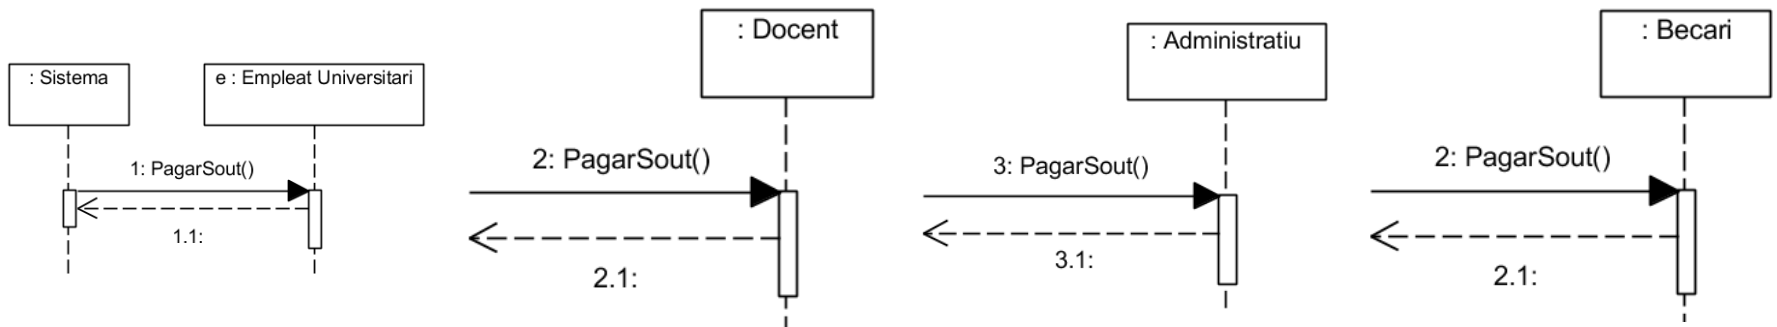 : Sistema
e : Empleat Universitari
1: PagarSout()
1.1:
: Docent
2: PagarSout()
2.1:
: Administratiu
3: PagarSout()
3.1:
: Becari
2: PagarSout()
2.1: